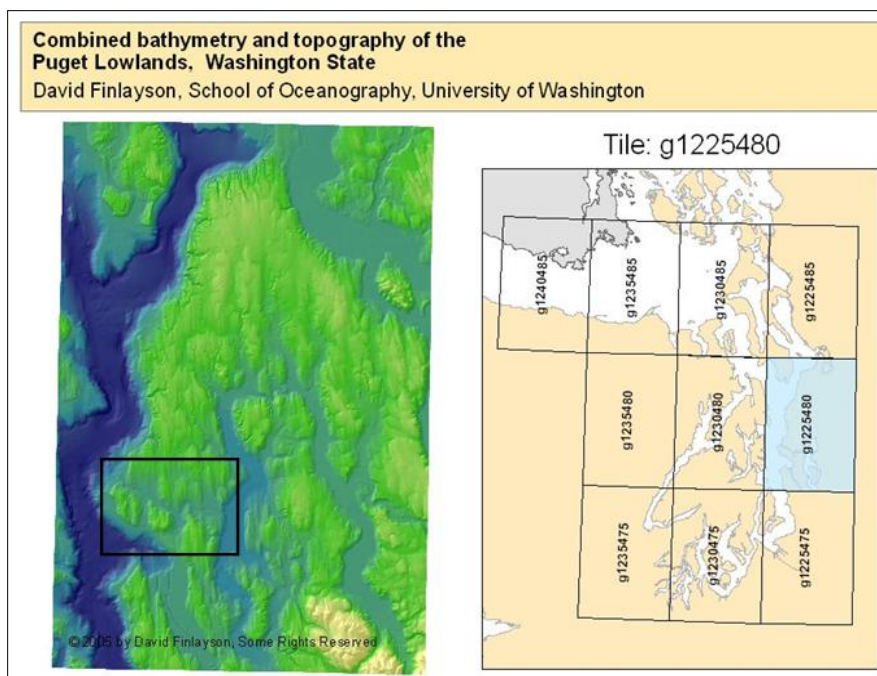 Combined bathymetry and topography of the
Puget Lowlands, Washington State
David Finlayson, School of Oceanography, University of Washington
Tile: g1225480
g1240485
g1235485
g1230485
g1225485
g1235480
g1230480
g1225480
g1235475
g1230475
g1225475
© 2005 by David Finlayson, Some Rights Reserved